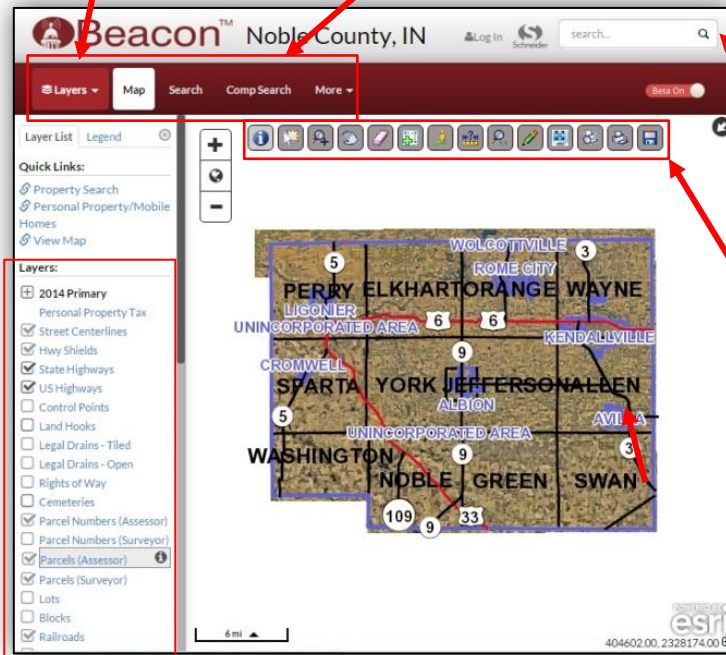 Beacon™ Noble County, IN
Log In Schneider search..
Layers Map Search Comp Search More Beta On
Layer List Legend
Quick Links:
Property Search
Personal Property/Mobile
Homes
View Map
Layers:
2014 Primary
Personal Property Tax
Street Centerlines
Hwy Shields
State Highways
US Highways
Control Points
Land Hooks
Legal Drains - Tiled
Legal Drains - Open
Rights of Way
Cemeteries
Parcel Numbers (Assessor)
Parcel Numbers (Surveyor)
Parcels (Assessor)
Parcels (Surveyor)
Lots
Blocks
Railroads
WOLCOTTVILLE
3
5
ROME CITY
PERRY ELKHART ORANGE WAYNE
LIGONIER
UNINCORPORATED AREA 6 6
KENDALLVILLE
CROMWELL 9
SPARTA YORK JEFFERSON ALLEN
ALBION
5 AVILLA
UNINCORPORATED AREA
WASHINGTON 9 3
NOBLE GREEN SWAN
109 9 33
6 mi
POWERED BY
esri
404602.00, 2328174.00